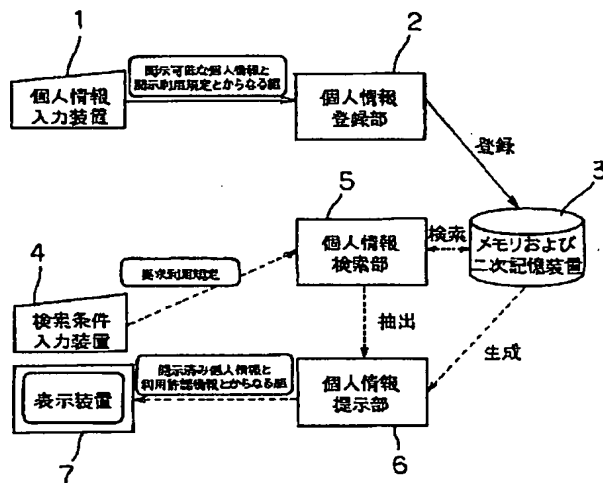 1
開示可能な個人情報と
開示利用規定とからなる組
2
個人情報
入力装置
個人情報
登録部
登録
3
5
個人情報
検索部
検索
メモリおよび
二次記憶装置
4
要求利用規定
検索条件
入力装置
抽出
生成
開示済み個人情報と
利用許諾情報とからなる組
個人情報
提示部
表示装置
7
6